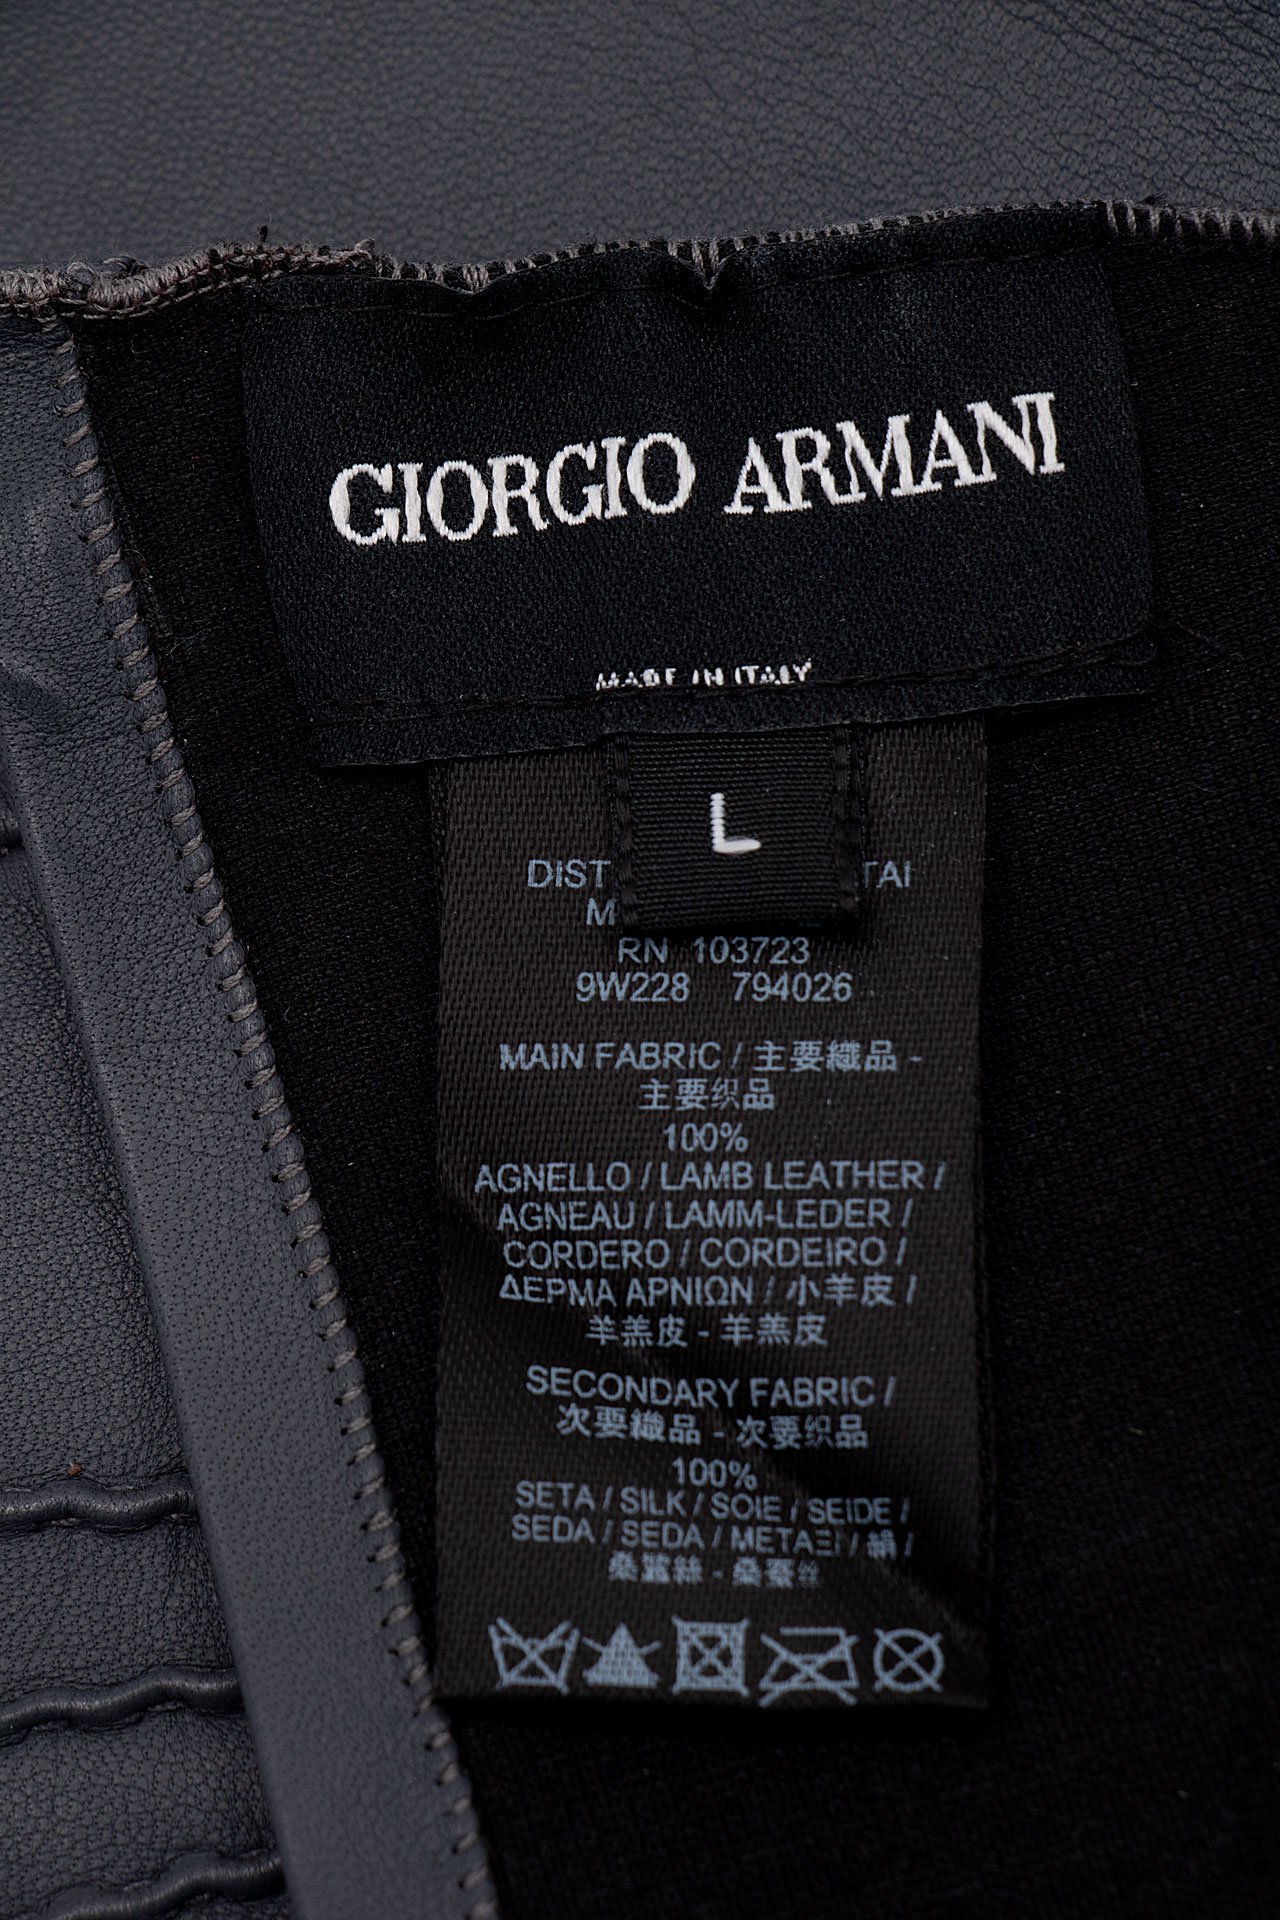 GIORGIO ARMANI
MADE IN ITALY
L
RN 103723
9W228 794026
MAIN FABRIC / 主要織品 -
主要织品
100%
AGNELLO / LAMB LEATHER /
AGNEAU / LAMM-LEDER /
CORDERO / CORDEIRO /
ΔΕΡΜΑ ΑΡΝΙΩΝ / 小羊皮 /
羊羔皮 - 羊羔皮
SECONDARY FABRIC /
次要織品 - 次要织品
100%
SETA / SILK / SOIE / SEIDE /
SEDA / SEDA / ΜΕΤΑΞΙ / 絹 /
桑蠶絲 - 桑蚕丝